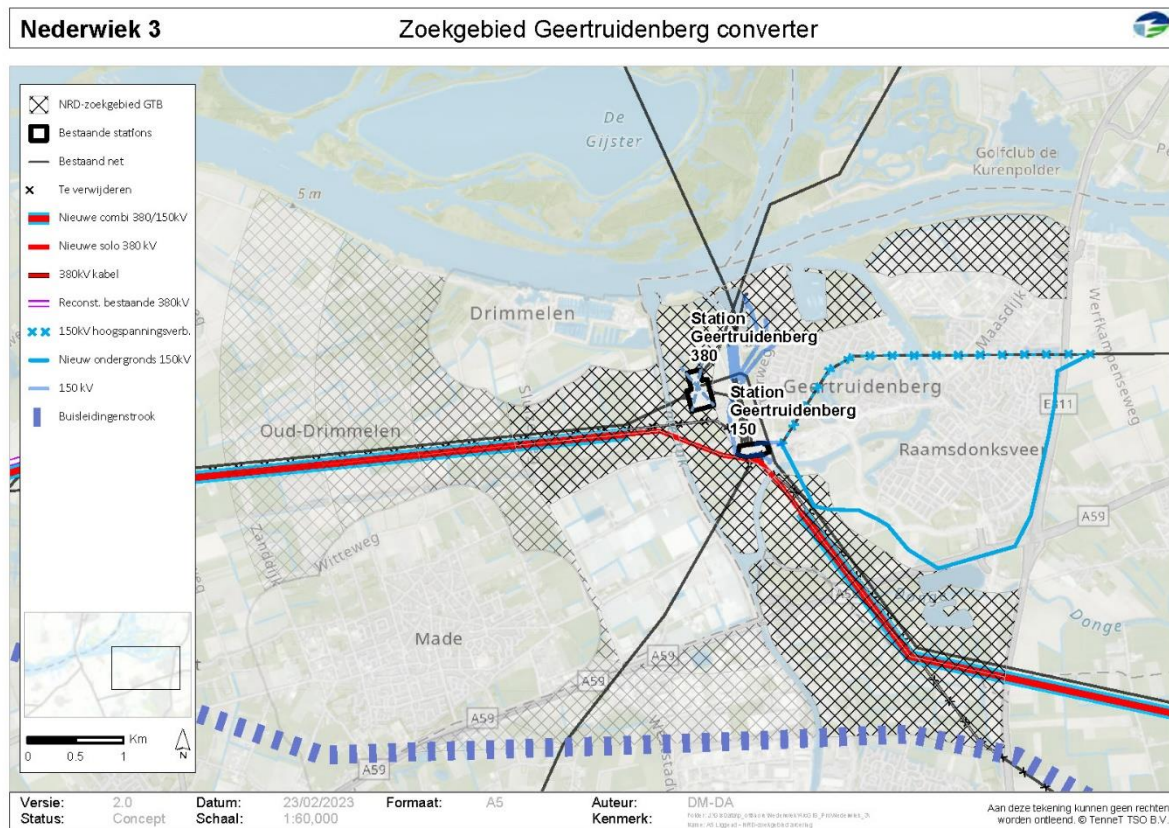 Nederwiek 3
Zoekgebied Geertruidenberg converter
NRD-zoekgebied GTB
Bestaande stations
Bestaand net
Te verwijderen
Nieuwe combi 380/150kV
Nieuwe solo 380 kV
380kV kabel
Reconst. bestaande 380kV
150kV hoogspanningsverb.
Nieuw ondergronds 150kV
150 kV
Buisleidingenstrook
Km
0 0.5 1
N
De
Gijster
Golfclub de
Kurenpolder
5 m
Drimmelen
Station
Geertruidenberg
380
Maasdijk
Werfkampenseweg
Geertruidenberg
Station
Geertruidenberg
150
E311
Oud-Drimmelen
Raamsdonksveer
A59
Zanddijk
Witteweg
Donge
Donge
Made
A59
A59
A59
A59
Versie: 2.0 Datum: 23/02/2023 Formaat: A5 Auteur: DM-DA
Status: Concept Schaal: 1:60,000 Kenmerk:
Aan deze tekening kunnen geen rechten
worden ontleend. © TenneT TSO B.V.